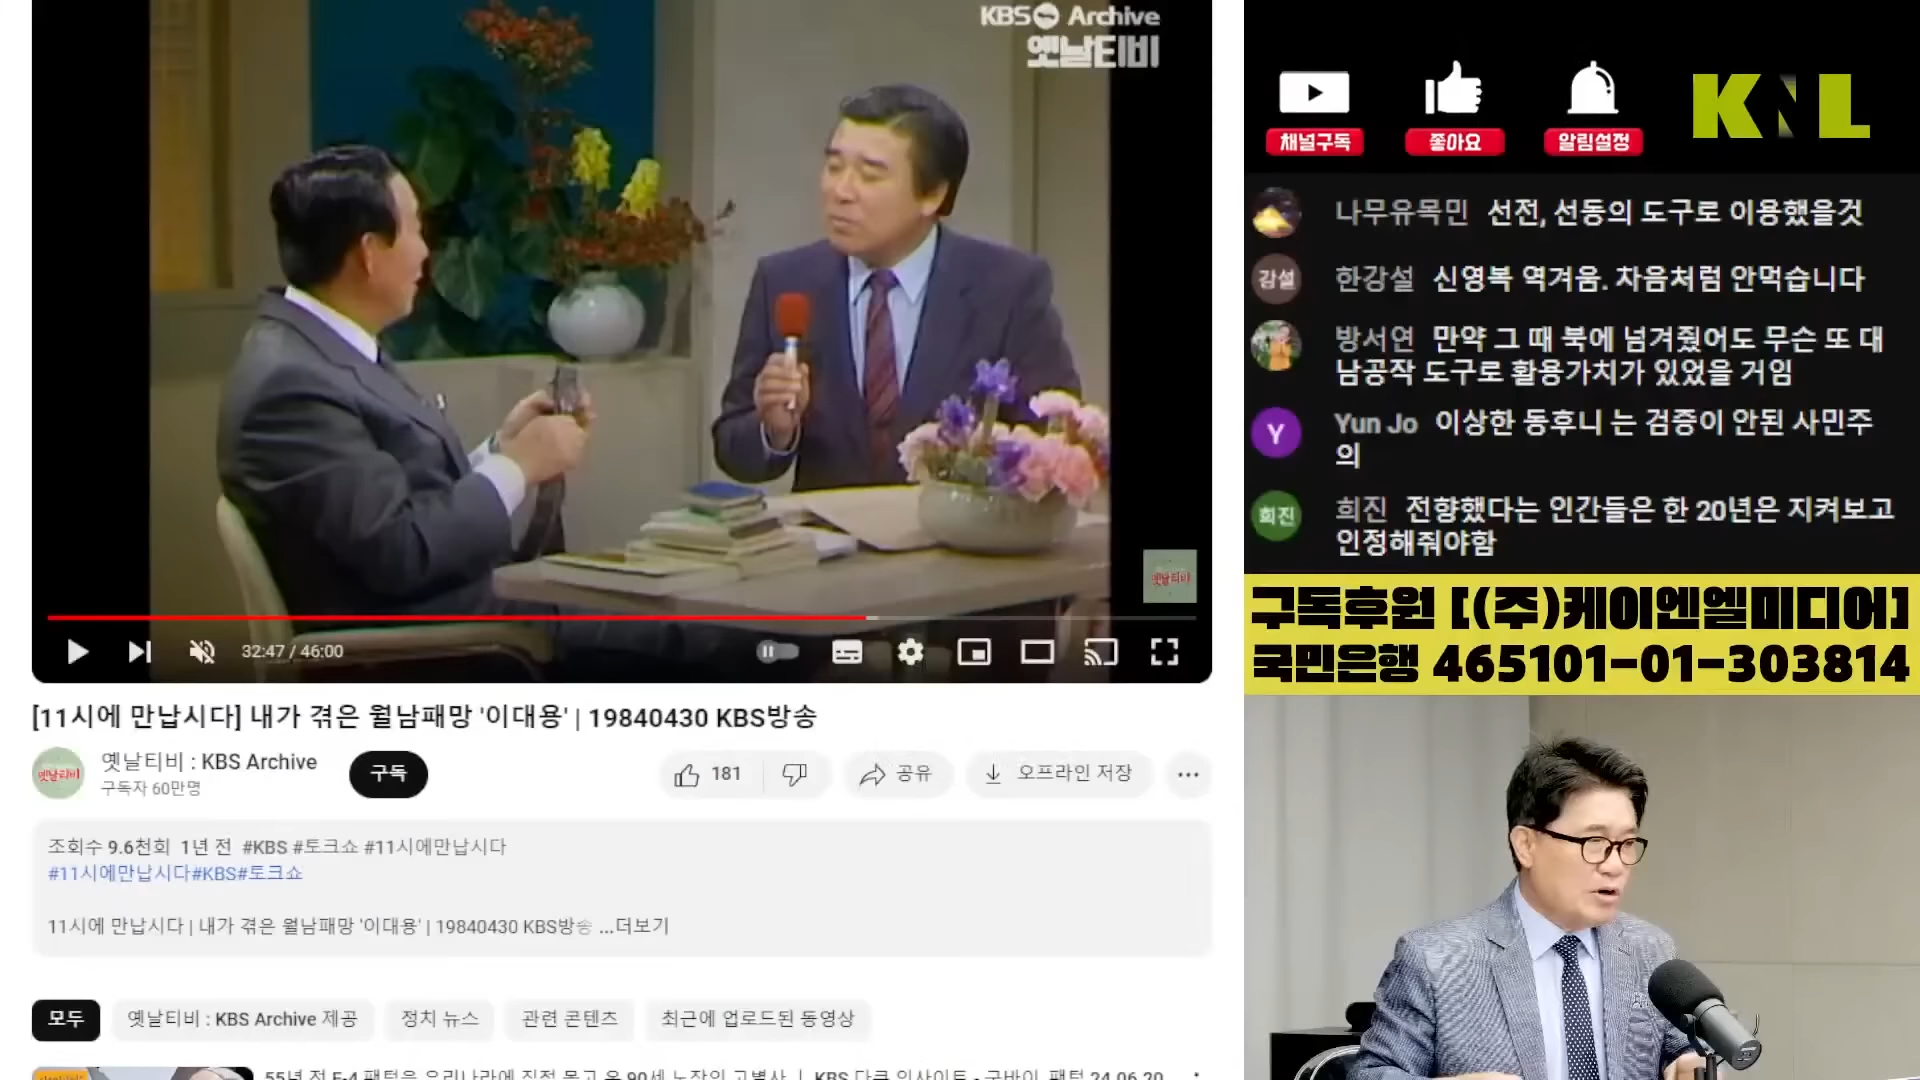 KBS Archive
옛날티비
옛날티비
32:47 / 46:00
[11시에 만납시다] 내가 겪은 월남패망 '이대용' | 19840430 KBS방송
옛날티비
옛날티비 : KBS Archive
구독자 60만명
구독
181
공유
오프라인 저장
조회수 9.6천회 1년 전 #KBS #토크쇼 #11시에만납시다
#11시에만납시다#KBS#토크쇼
11시에 만납시다 | 내가 겪은 월남패망 '이대용' | 19840430 KBS방송 ...더보기
모두
옛날티비 : KBS Archive 제공
정치 뉴스
관련 콘텐츠
최근에 업로드된 동영상
채널구독
좋아요
알림설정
KNL
나무유목민 선전, 선동의 도구로 이용했을것
감설
한강설 신영복 역겨움. 차음처럼 안먹습니다
방서연 만약 그 때 북에 넘겨줬어도 무슨 또 대
남공작 도구로 활용가치가 있었을 거임
Y
Yun Jo 이상한 동후니 는 검증이 안된 사민주
의
희진
희진 전향했다는 인간들은 한 20년은 지켜보고
인정해줘야함
구독후원 [(주)케이엔엘미디어]
국민은행 465101-01-303814